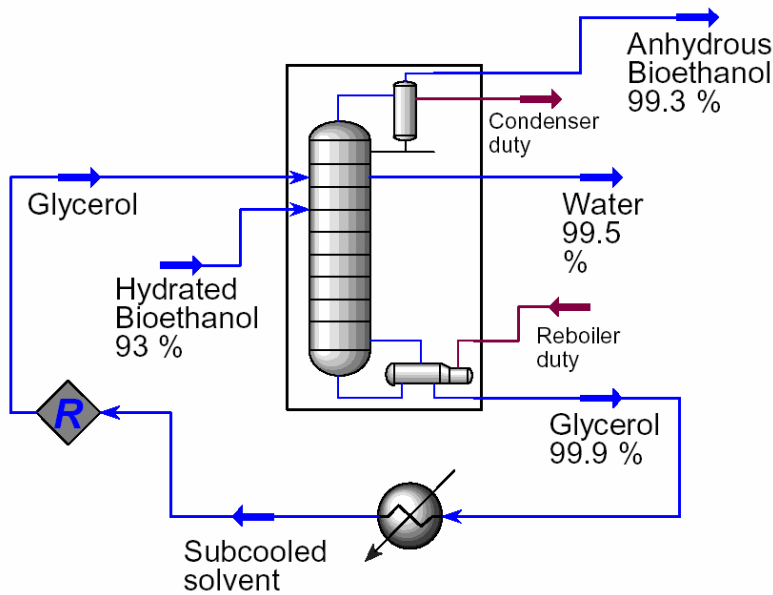 Anhydrous
Bioethanol
99.3 %
Condenser
duty
Glycerol
Water
99.5
%
Hydrated
Bioethanol
93 %
Reboiler
duty
R
Glycerol
99.9 %
Subcooled
solvent